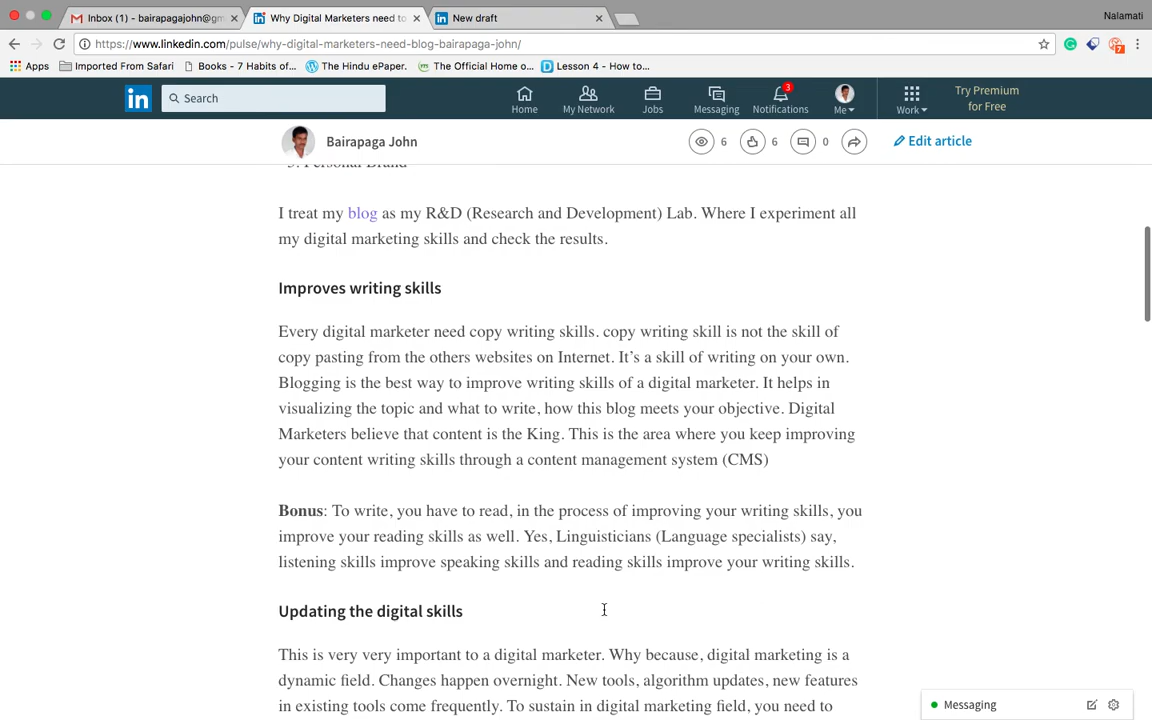 Nalamati
Inbox (1) - bairapagajohn@gm
Why Digital Marketers need to
New draft
https://www.linkedin.com/pulse/why-digital-marketers-need-blog-bairapaga-john/
7
Apps
Imported From Safari
Books - 7 Habits of...
The Hindu ePaper.
The Official Home o...
Lesson 4 - How to...
in
Search
Home
My Network
Jobs
Messaging
3
Notifications
Me
Work
Try Premium
for Free
Bairapaga John
6
6
0
Edit article
3. Personal Brand
I treat my blog as my R&D (Research and Development) Lab. Where I experiment all
my digital marketing skills and check the results.
Improves writing skills
Every digital marketer need copy writing skills. copy writing skill is not the skill of
copy pasting from the others websites on Internet. It’s a skill of writing on your own.
Blogging is the best way to improve writing skills of a digital marketer. It helps in
visualizing the topic and what to write, how this blog meets your objective. Digital
Marketers believe that content is the King. This is the area where you keep improving
your content writing skills through a content management system (CMS)
Bonus: To write, you have to read, in the process of improving your writing skills, you
improve your reading skills as well. Yes, Linguisticians (Language specialists) say,
listening skills improve speaking skills and reading skills improve your writing skills.
Updating the digital skills
This is very very important to a digital marketer. Why because, digital marketing is a
dynamic field. Changes happen overnight. New tools, algorithm updates, new features
in existing tools come frequently. To sustain in digital marketing field, you need to
Messaging